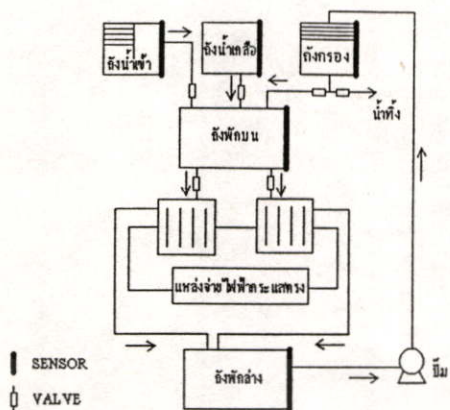 ถังน้ำเข้า
ถังน้ำเกลือ
ถังกรอง
น้ำทิ้ง
ถังพักบน
แหล่งจ่ายไฟฟ้ากระแสตรง
ถังพักล่าง
ปั๊ม
SENSOR
VALVE